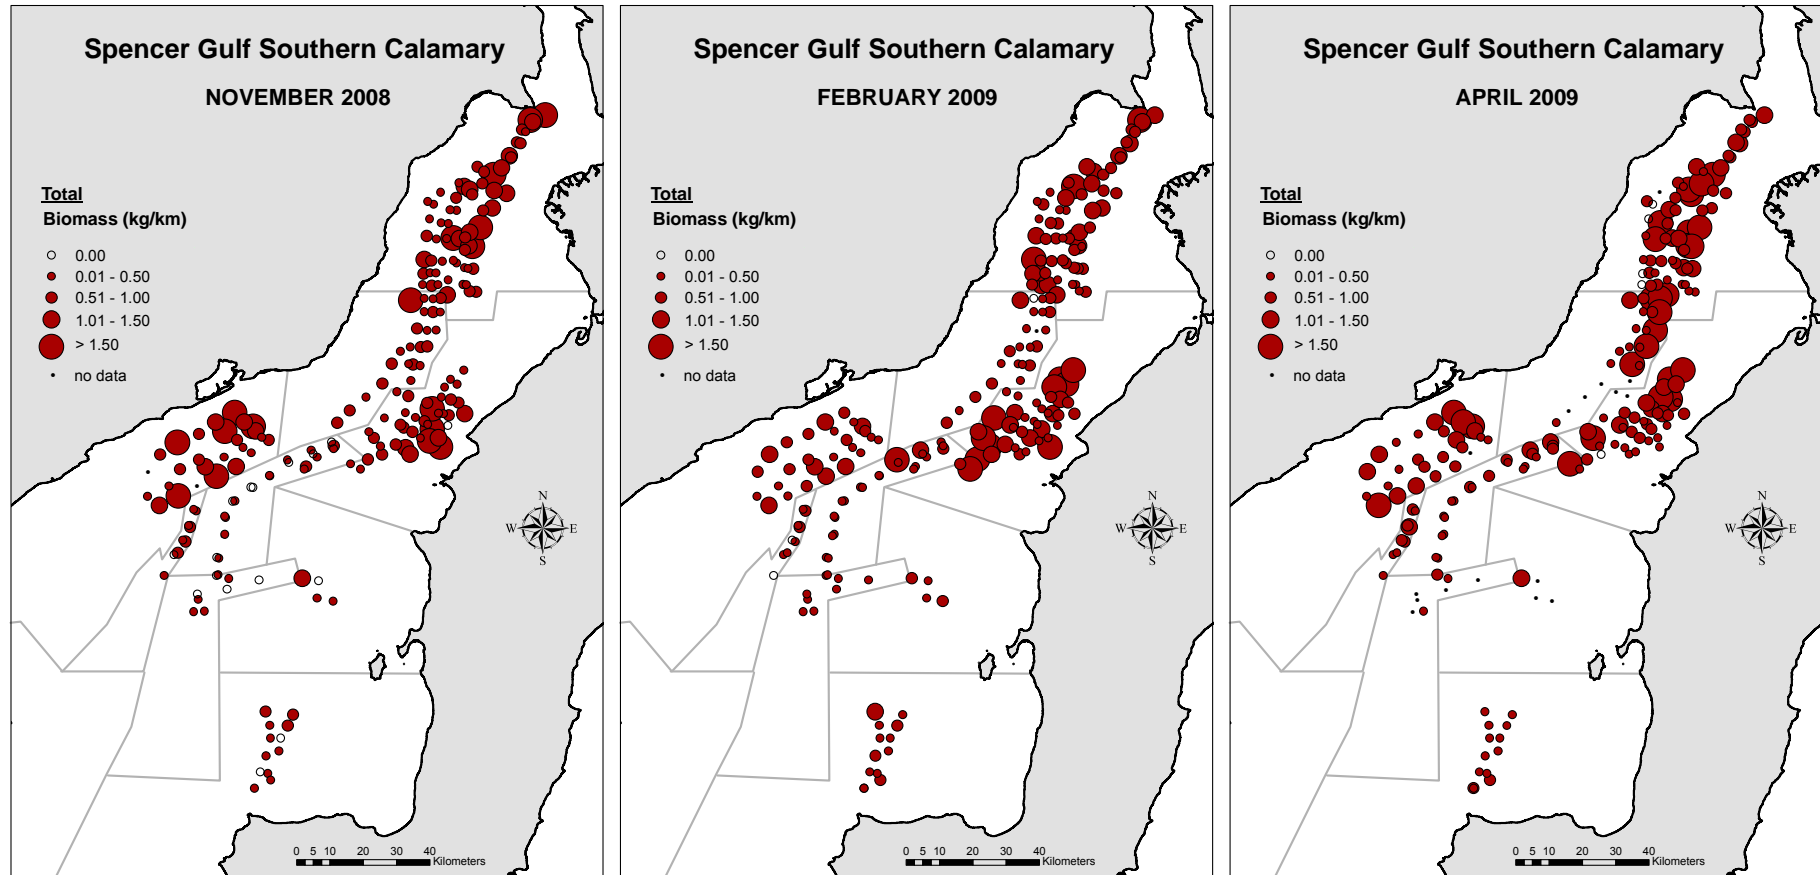 Spencer Gulf Southern Calamary
NOVEMBER 2008
Total
Biomass (kg/km)
0.00
0.01 - 0.50
0.51 - 1.00
1.01 - 1.50
> 1.50
no data
N
W E
S
0 5 10 20 30 40
Kilometers
Spencer Gulf Southern Calamary
FEBRUARY 2009
Total
Biomass (kg/km)
0.00
0.01 - 0.50
0.51 - 1.00
1.01 - 1.50
> 1.50
no data
N
W E
S
0 5 10 20 30 40
Kilometers
Spencer Gulf Southern Calamary
APRIL 2009
Total
Biomass (kg/km)
0.00
0.01 - 0.50
0.51 - 1.00
1.01 - 1.50
> 1.50
no data
N
W E
S
0 5 10 20 30 40
Kilometers